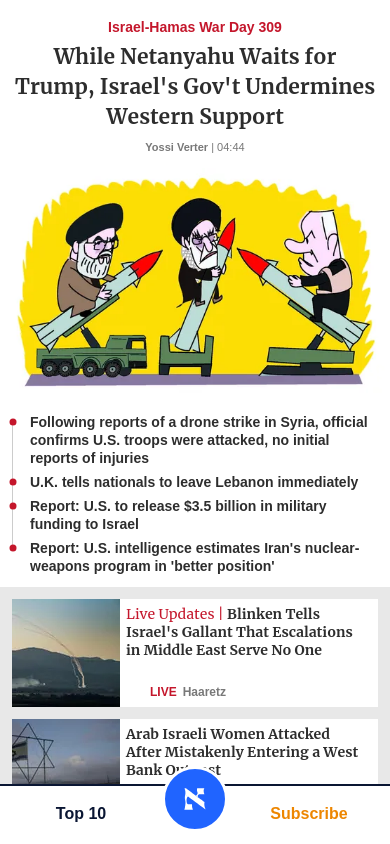 Israel-Hamas War Day 309
While Netanyahu Waits for
Trump, Israel's Gov't Undermines
Western Support
Yossi Verter | 04:44
Following reports of a drone strike in Syria, official
confirms U.S. troops were attacked, no initial
reports of injuries
U.K. tells nationals to leave Lebanon immediately
Report: U.S. to release $3.5 billion in military
funding to Israel
Report: U.S. intelligence estimates Iran's nuclear-
weapons program in 'better position'
Live Updates | Blinken Tells
Israel's Gallant That Escalations
in Middle East Serve No One
LIVE Haaretz
Arab Israeli Women Attacked
After Mistakenly Entering a West
Bank
Top 10
Subscribe